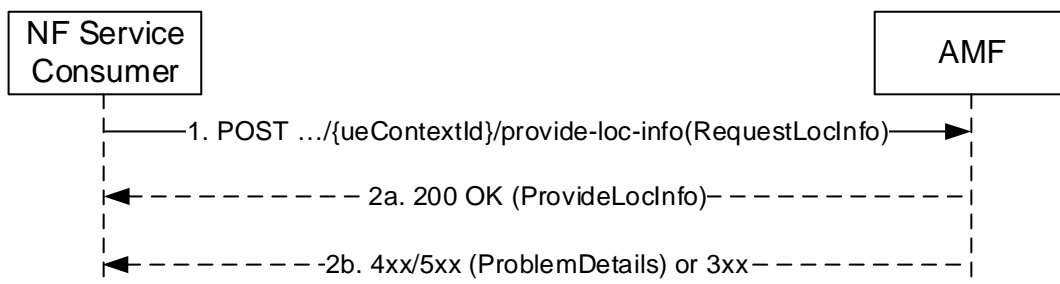 NF Service
Consumer
AMF
1. POST …/{ueContextId}/provide-loc-info(RequestLocInfo)
2a. 200 OK (ProvideLocInfo)
2b. 4xx/5xx (ProblemDetails) or 3xx